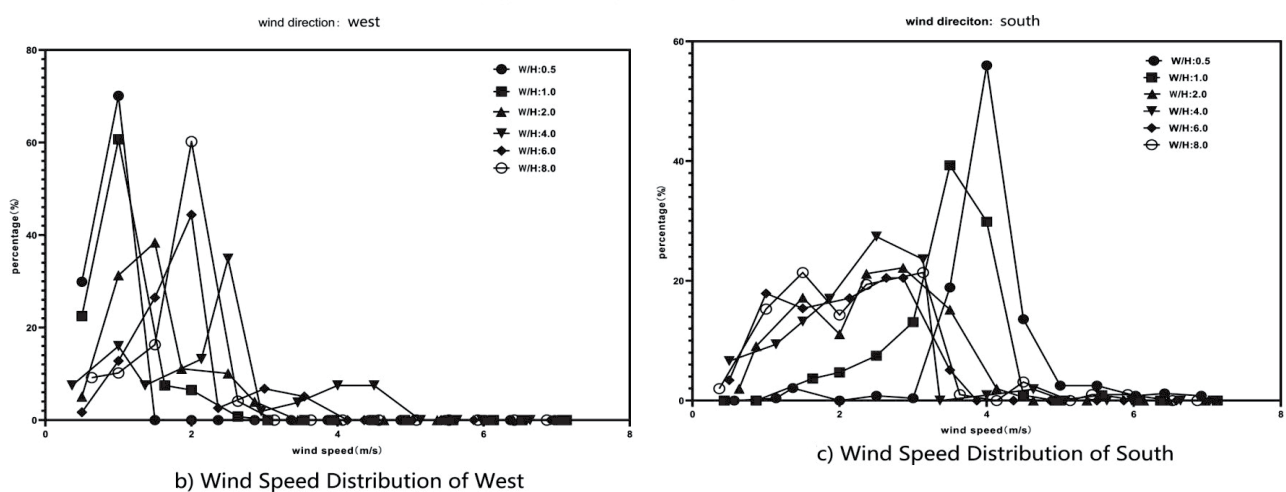 wind direction: west
80
60
40
20
0
percentage(%)
W/H:0.5
W/H:1.0
W/H:2.0
W/H:4.0
W/H:6.0
W/H:8.0
0 2 4 6 8
wind speed(m/s)
b) Wind Speed Distribution of West
wind direciton: south
60
40
20
0
percentage(%)
W/H:0.5
W/H:1.0
W/H:2.0
W/H:4.0
W/H:6.0
W/H:8.0
0 2 4 6 8
wind speed(m/s)
c) Wind Speed Distribution of South